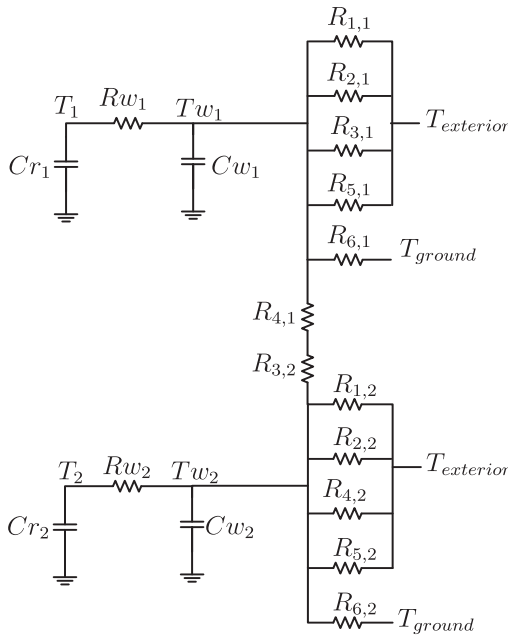 R1,1
R2,1
T1
Rw1
Tw1
Texterior
R3,1
Cr1
Cw1
R5,1
R6,1
Tground
R4,1
R3,2
R1,2
R2,2
T2
Rw2
Tw2
Texterior
R4,2
Cr2
Cw2
R5,2
R6,2
Tground